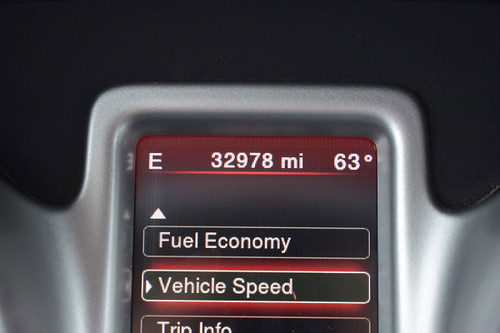 E 32978 mi 63°
Fuel Economy
Vehicle Speed
Trip Info